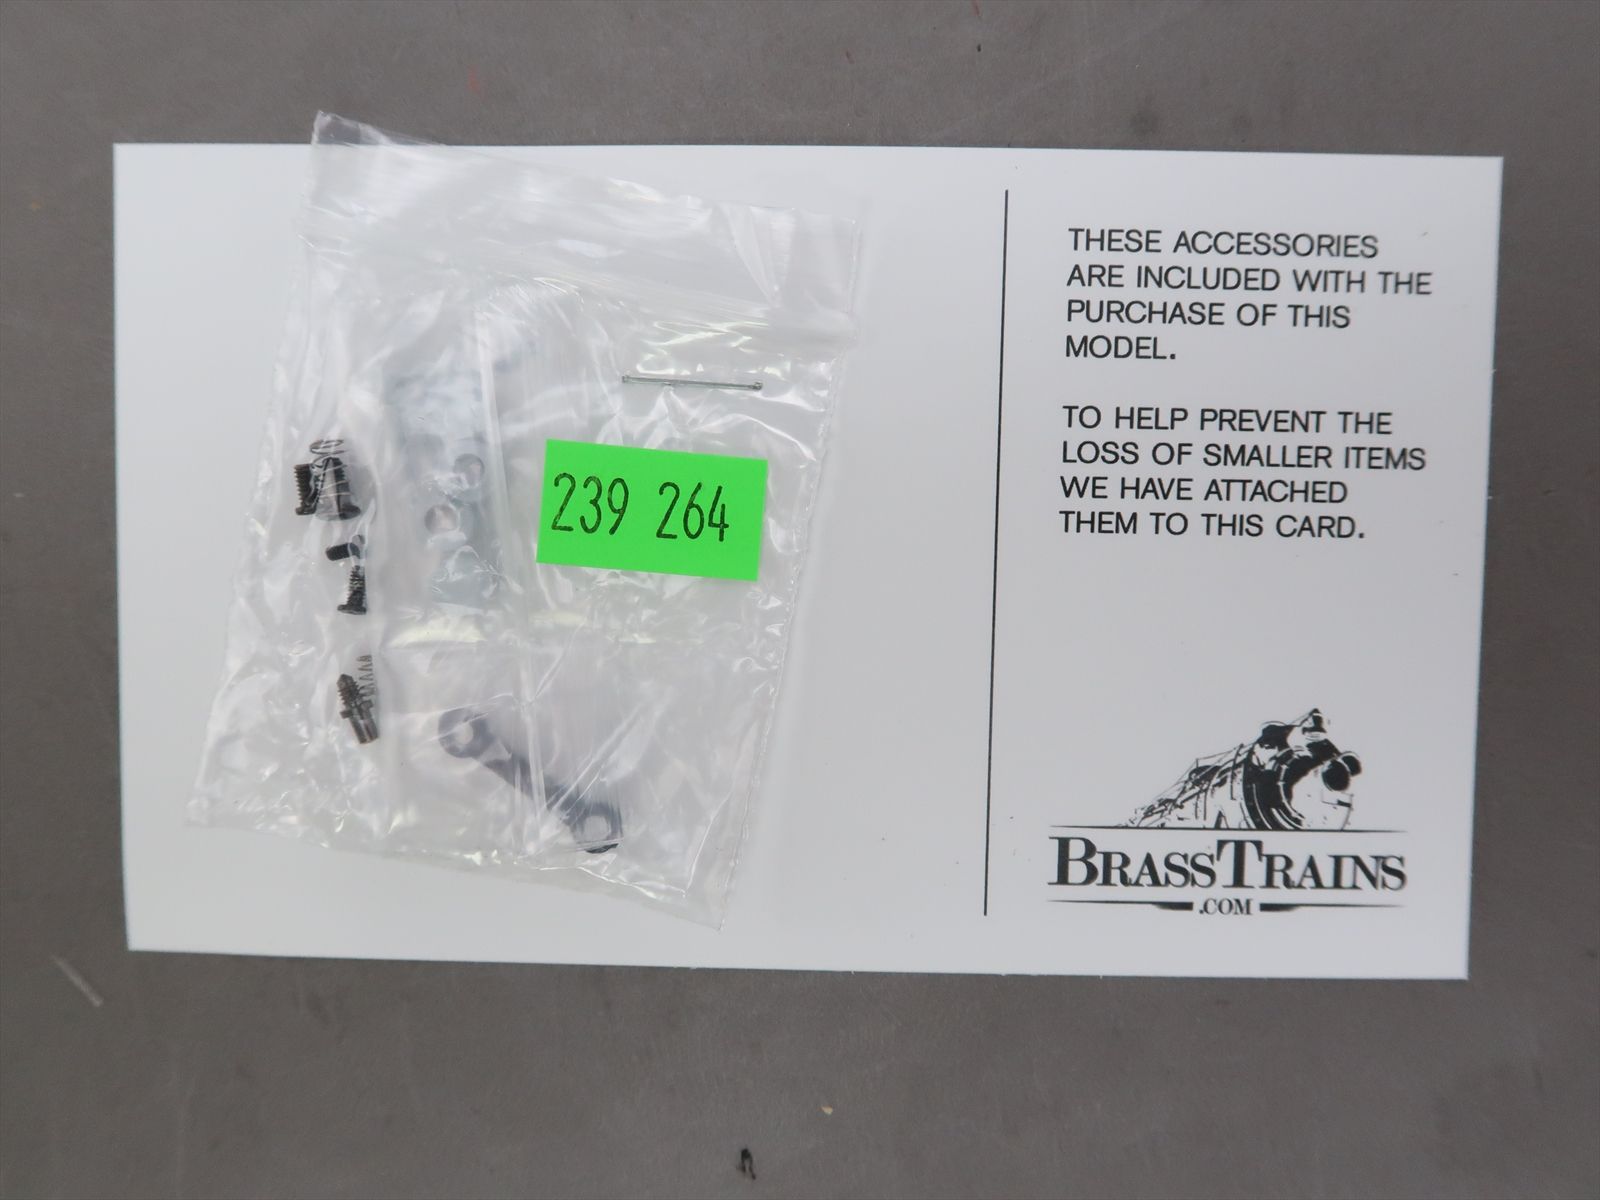 239 264
THESE ACCESSORIES
ARE INCLUDED WITH THE
PURCHASE OF THIS
MODEL.
TO HELP PREVENT THE
LOSS OF SMALLER ITEMS
WE HAVE ATTACHED
THEM TO THIS CARD.
BRASSTRAINS
.COM